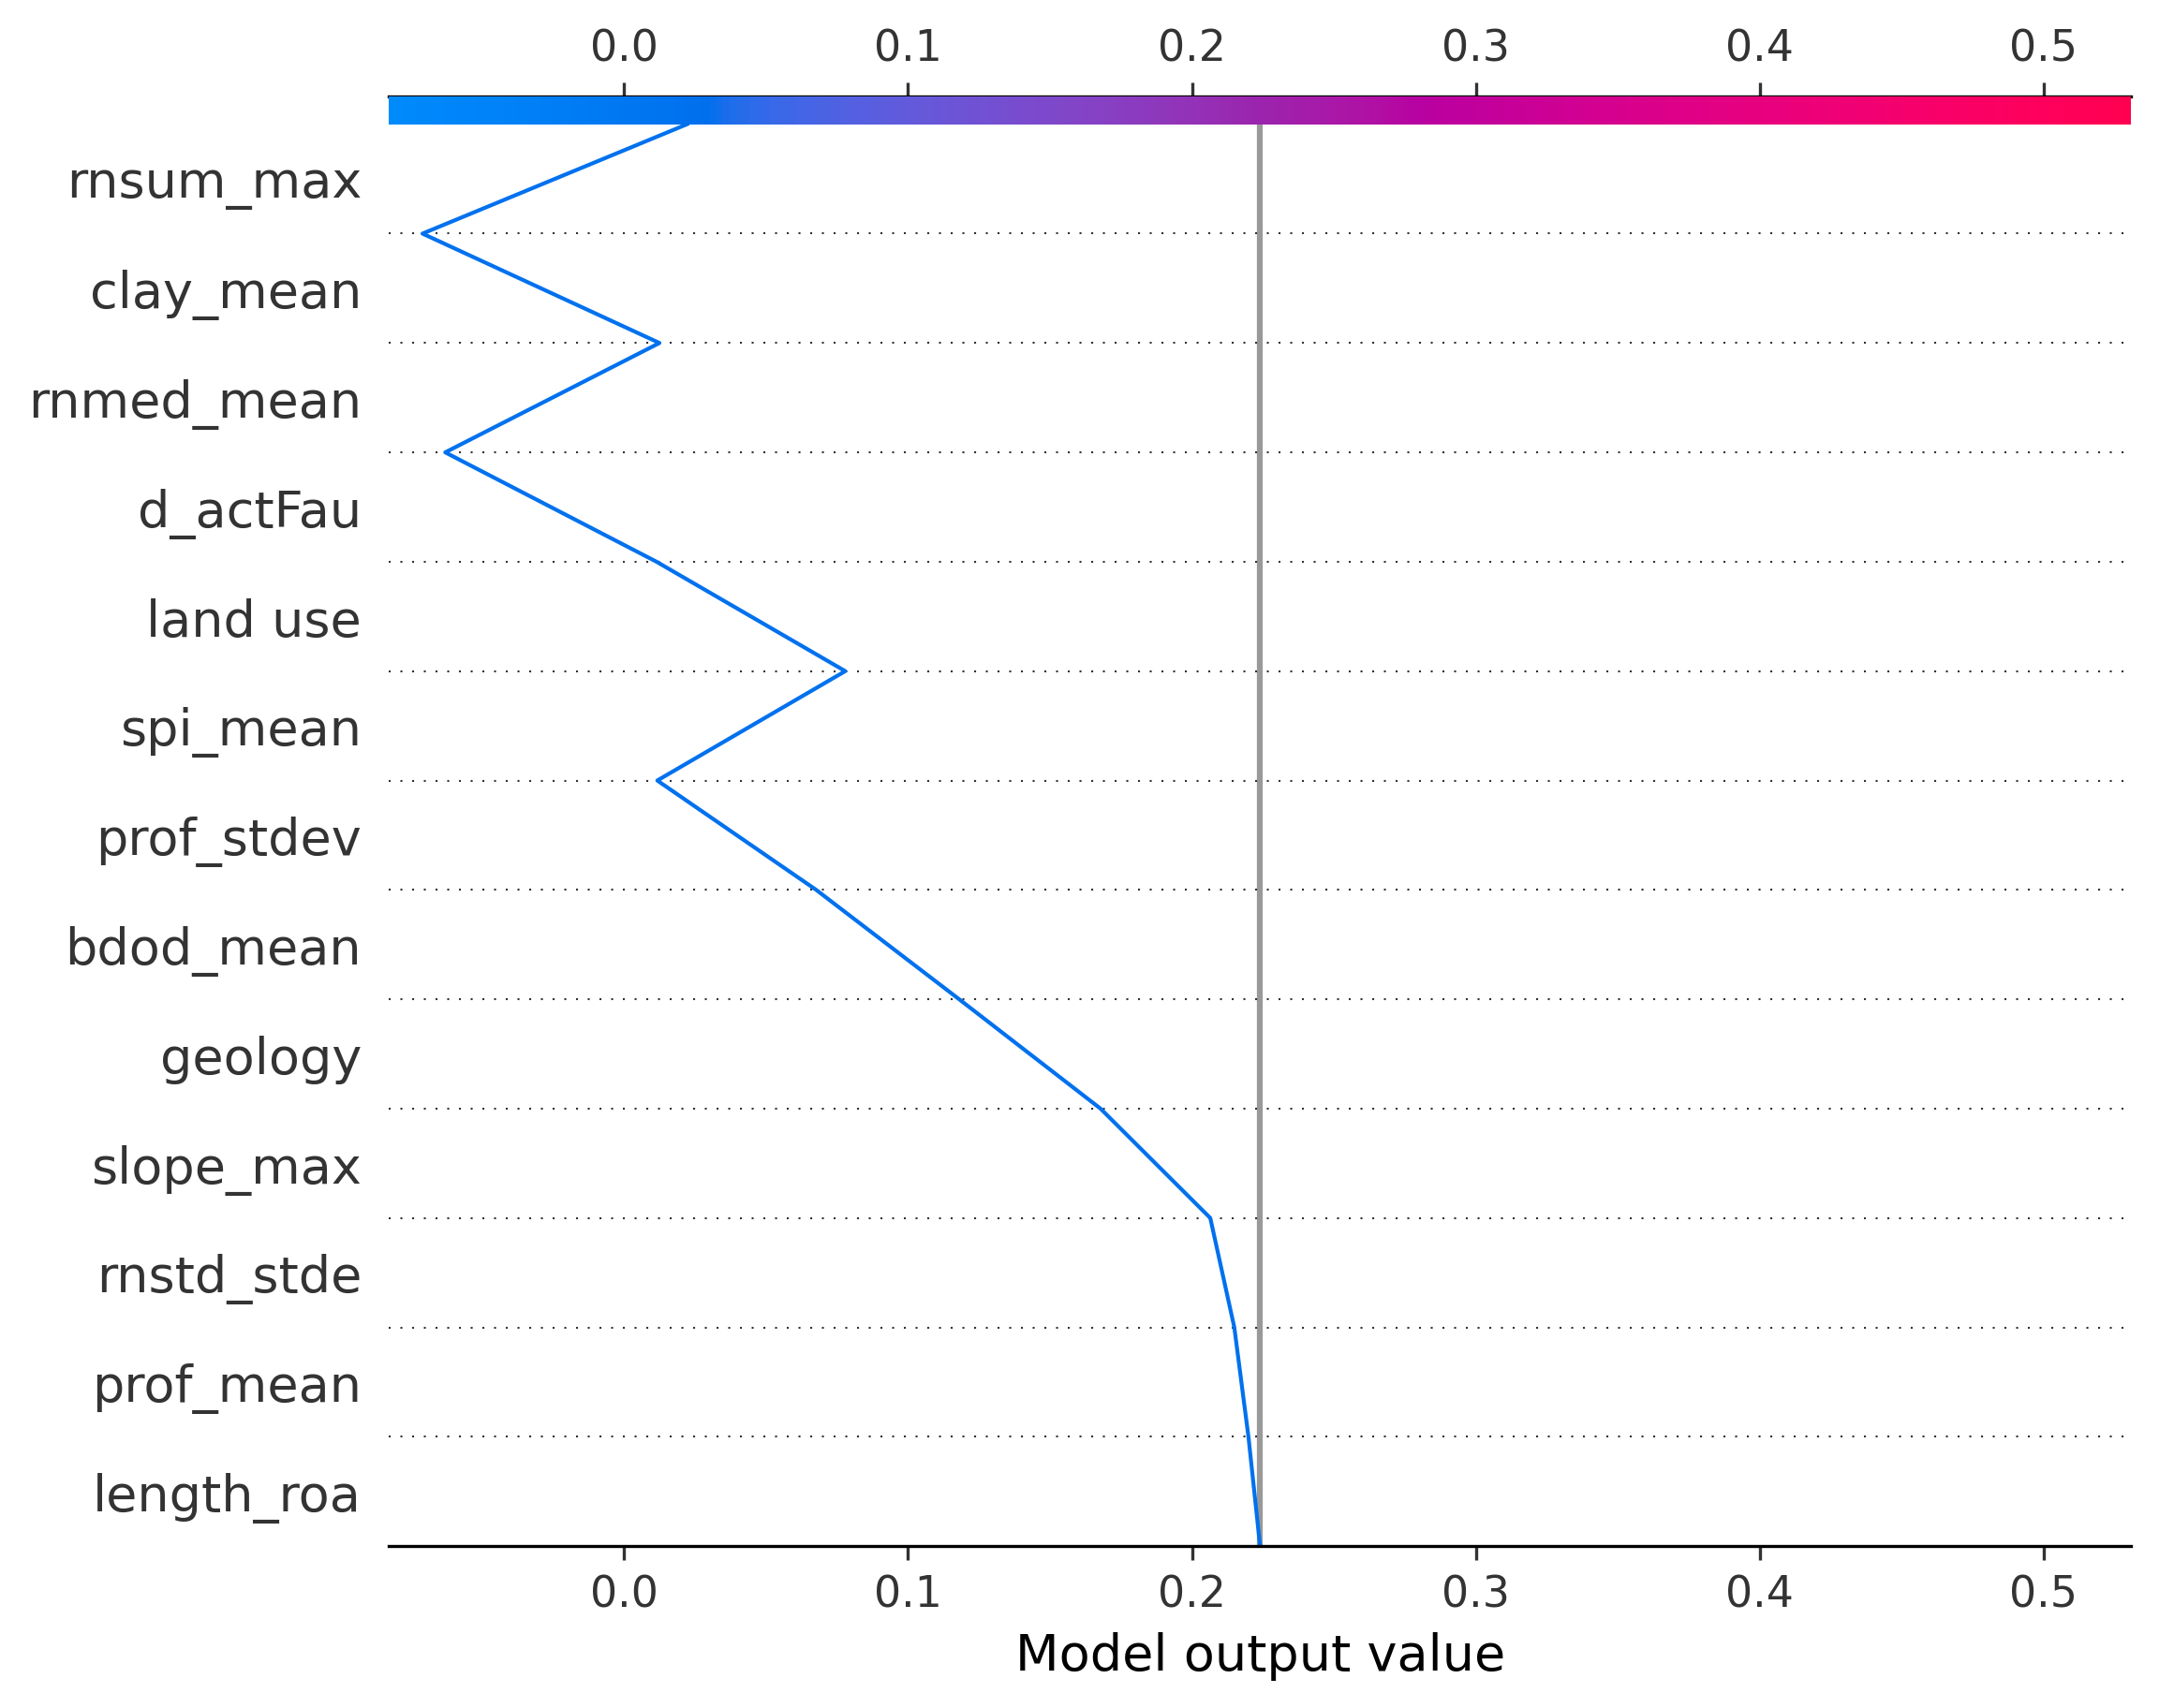 0.0 0.1 0.2 0.3 0.4 0.5
rnsum_max
clay_mean
rnmed_mean
d_actFau
land use
spi_mean
prof_stdev
bdod_mean
geology
slope_max
rnstd_stde
prof_mean
length_roa
0.0 0.1 0.2 0.3 0.4 0.5
Model output value